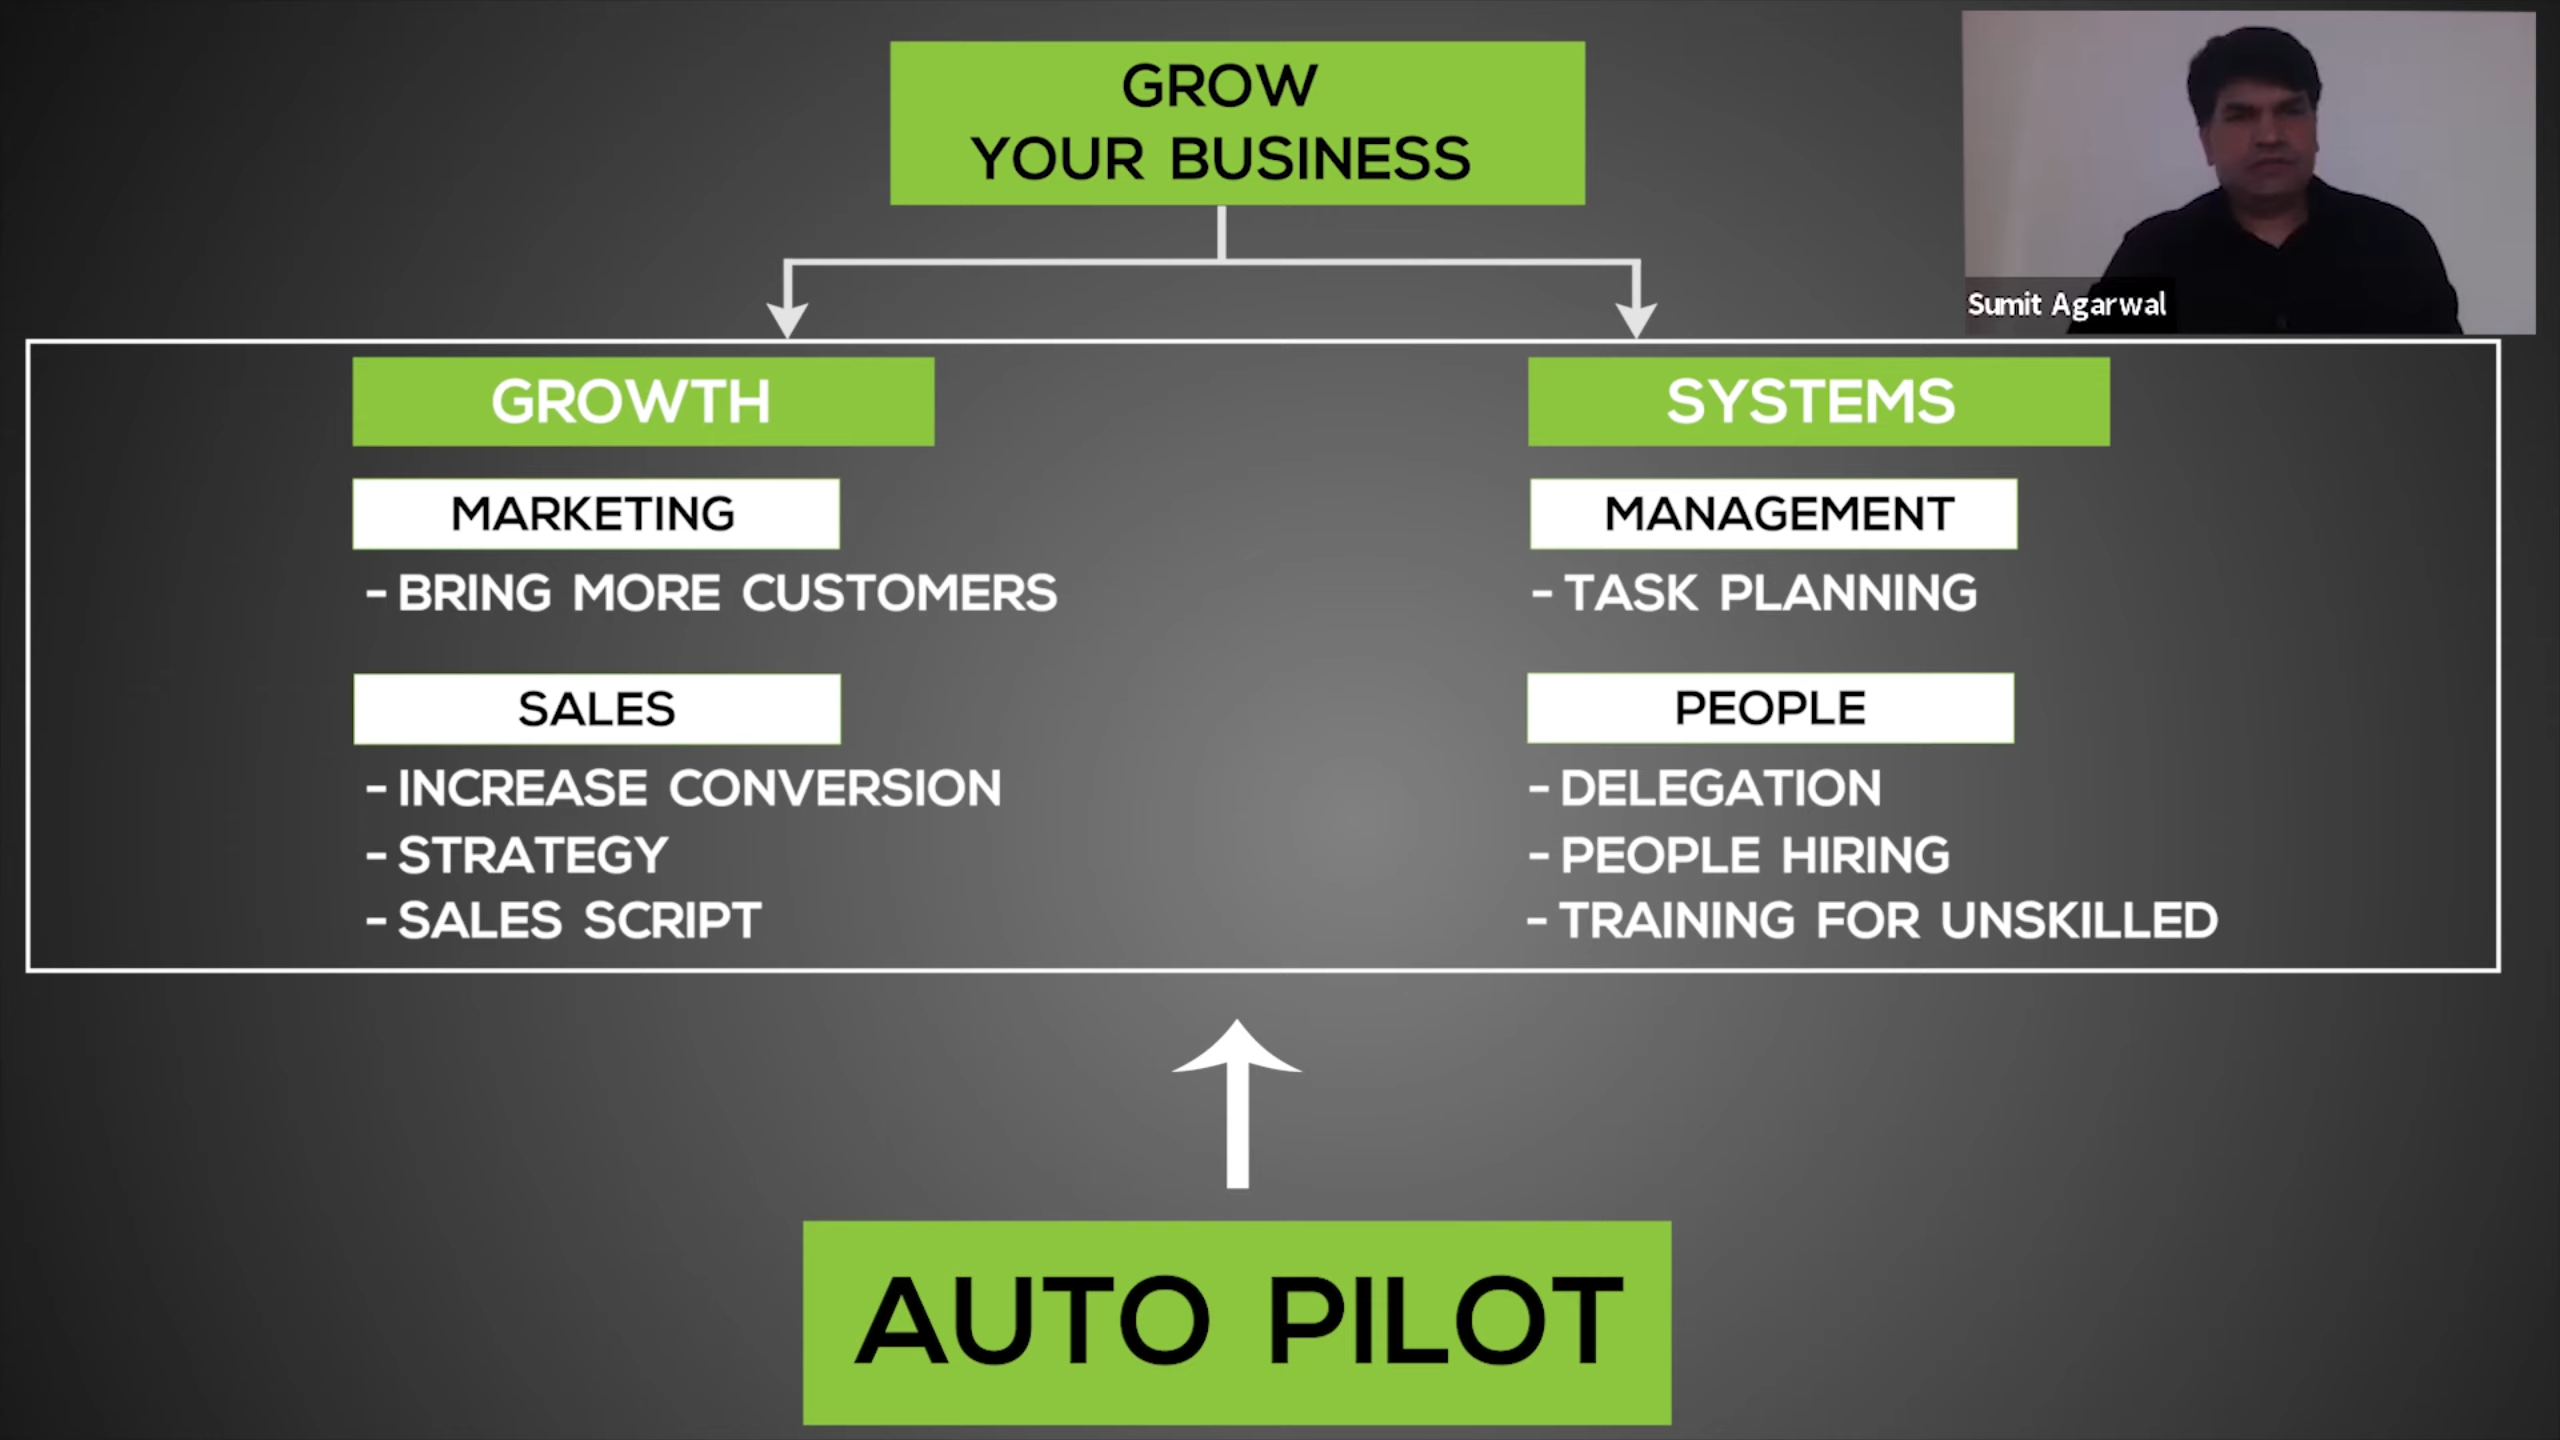 GROW
YOUR BUSINESS
Sumit Agarwal
GROWTH
MARKETING
- BRING MORE CUSTOMERS
SALES
- INCREASE CONVERSION
- STRATEGY
- SALES SCRIPT
SYSTEMS
MANAGEMENT
- TASK PLANNING
PEOPLE
- DELEGATION
- PEOPLE HIRING
- TRAINING FOR UNSKILLED
AUTO PILOT